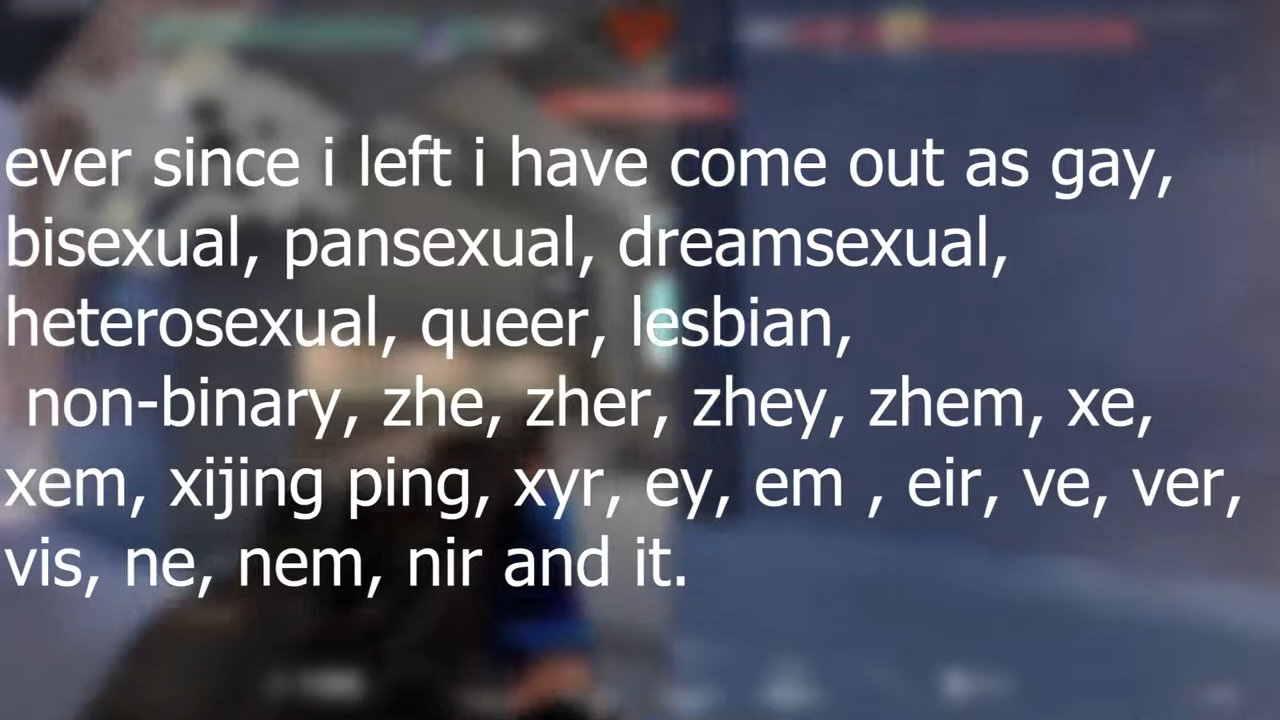 ever since i left i have come out as gay,
bisexual, pansexual, dreamsexual,
heterosexual, queer, lesbian,
non-binary, zhe, zher, zhey, zhem, xe,
xem, xijing ping, xyr, ey, em , eir, ve, ver,
vis, ne, nem, nir and it.